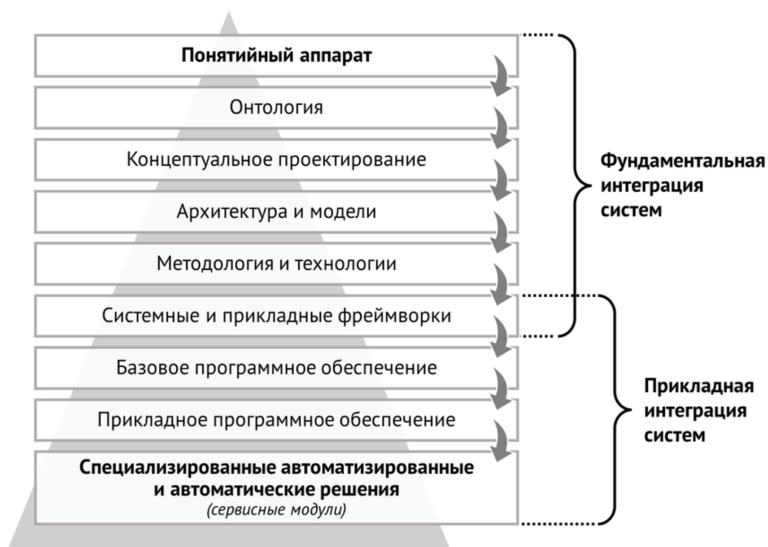 Понятийный аппарат
Онтология
Концептуальное проектирование
Архитектура и модели
Методология и технологии
Системные и прикладные фреймворки
Базовое программное обеспечение
Прикладное программное обеспечение
Специализированные автоматизированные
и автоматические решения
(сервисные модули)
Фундаментальная
интеграция
систем
Прикладная
интеграция
систем